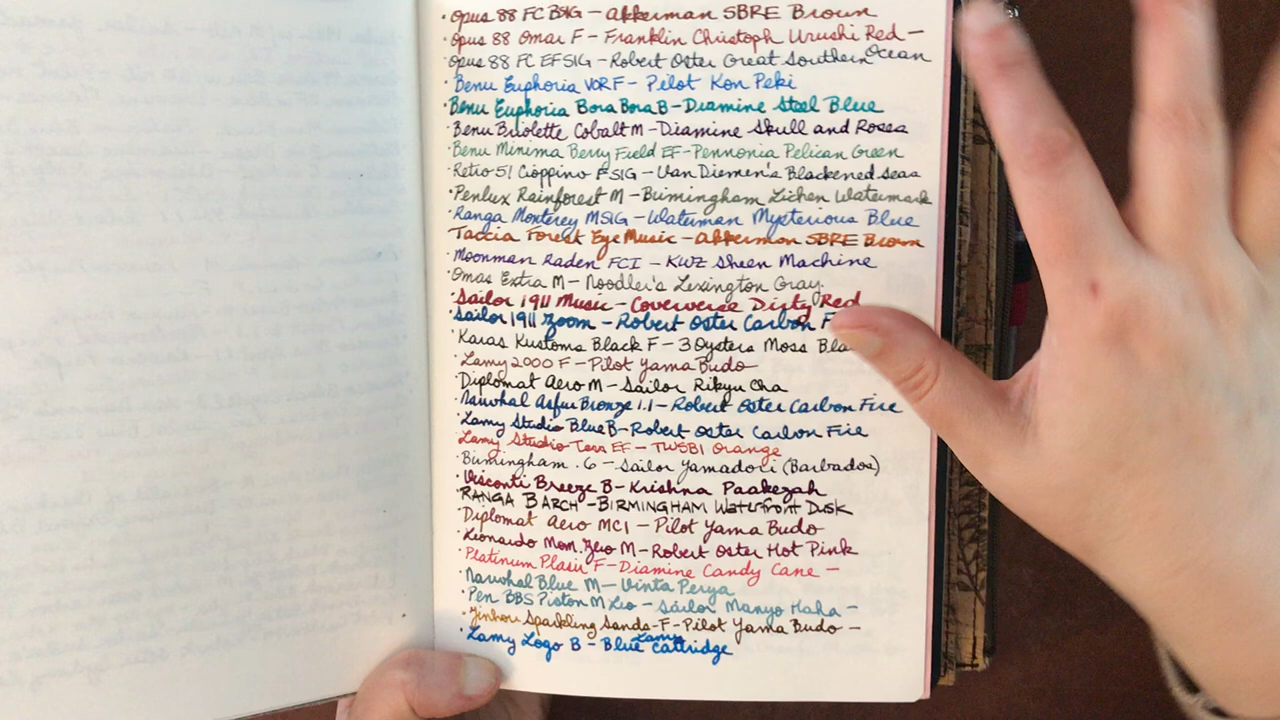 · Opus 88 FC BSIG - Akkerman SBRE Brown
· Opus 88 Omar F - Franklin Christoph Urushi Red -
· Opus 88 FC EFSIG - Robert Oster Great Southern Ocean
· Benu Euphoria VOR F - Pilot Kon Peki
· Benu Euphoria Bora Bora B - Diamine Steel Blue
· Benu Briolette Cobalt M - Diamine Skull and Roses
· Benu Minima Berry Field EF - Pennonia Pelican Green
· Retro 51 Cioppino F SIG - Van Diemen's Blackened Seas
· Penlux Rainforest M - Birmingham Lichen Watermark
· Ranga Monterey MSIG - Waterman Mysterious Blue
Taccia Forest Eye Music - Akkerman SBRE Brown
· Moonman Raden FCI - KWZ Sheen Machine
· Omas Extra M - Noodler's Lexington Gray
· Sailor 1911 Music - Coververse Dirty Red
· Sailor 1911 Zoom - Robert Oster Carbon F
· Karas Kustoms Black F - 3 Oysters Moss Bla
· Lamy 2000 F - Pilot Yama Budo
· Diplomat Aero M - Sailor Rikyu Cha
· Narwhal Asfur Bronze 1.1 - Robert Oster Carbon Fire
· Lamy Studio Blue B - Robert Oster Carbon Fire
· Lamy Studio Terra EF - TWSBI Orange
· Birmingham .6 - Sailor Yamadori (Barbados)
· Visconti Breeze B - Krishna Paakezah
· RANGA B ARCH - BIRMINGHAM Waterfront Dusk
· Diplomat Aero MCI - Pilot Yama Budo
· Leonardo Mom. Zero M - Robert Oster Hot Pink
· Platinum Plasir F - Diamine Candy Cane -
· Narwhal Blue M - Vinta Perya
· Pen BBS Piston M Leo - Sailor Manyo Haha -
· Jinhou Sparkling Sands - F - Pilot Yama Budo -
· Lamy Logo B - Blue Lamy cartridge